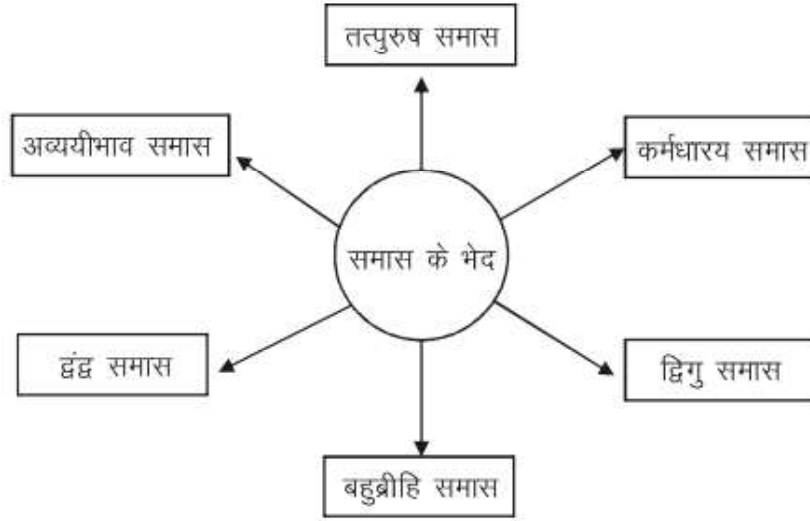 तत्पुरुष समास
अव्ययीभाव समास
कर्मधारय समास
समास के भेद
द्वंद्व समास
द्विगु समास
बहुब्रीहि समास